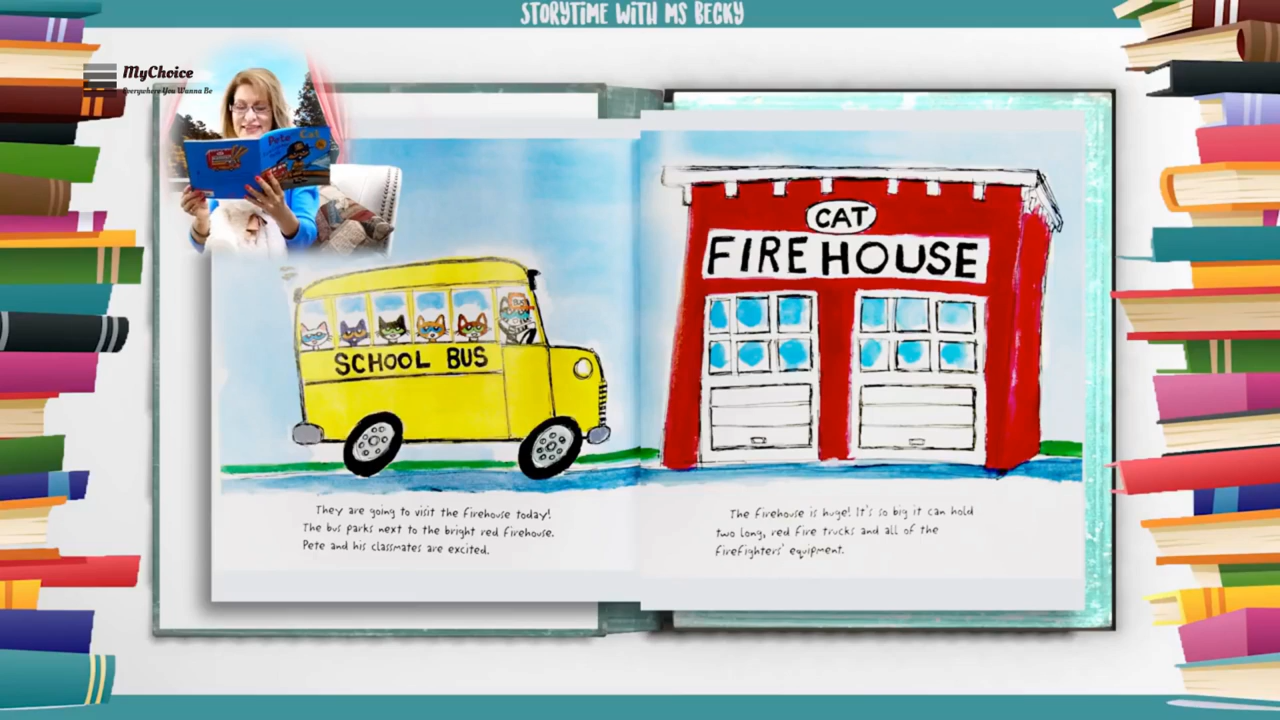 STORYTIME WITH MS BECKY
MyChoice
Everywhere You Wanna Be
Pete
Cat
CAT
FIRE HOUSE
SCHOOL BUS
They are going to visit the firehouse today!
The bus parks next to the bright red firehouse.
Pete and his classmates are excited.
The firehouse is huge! It's so big it can hold
two long, red fire trucks and all of the
firefighters' equipment.